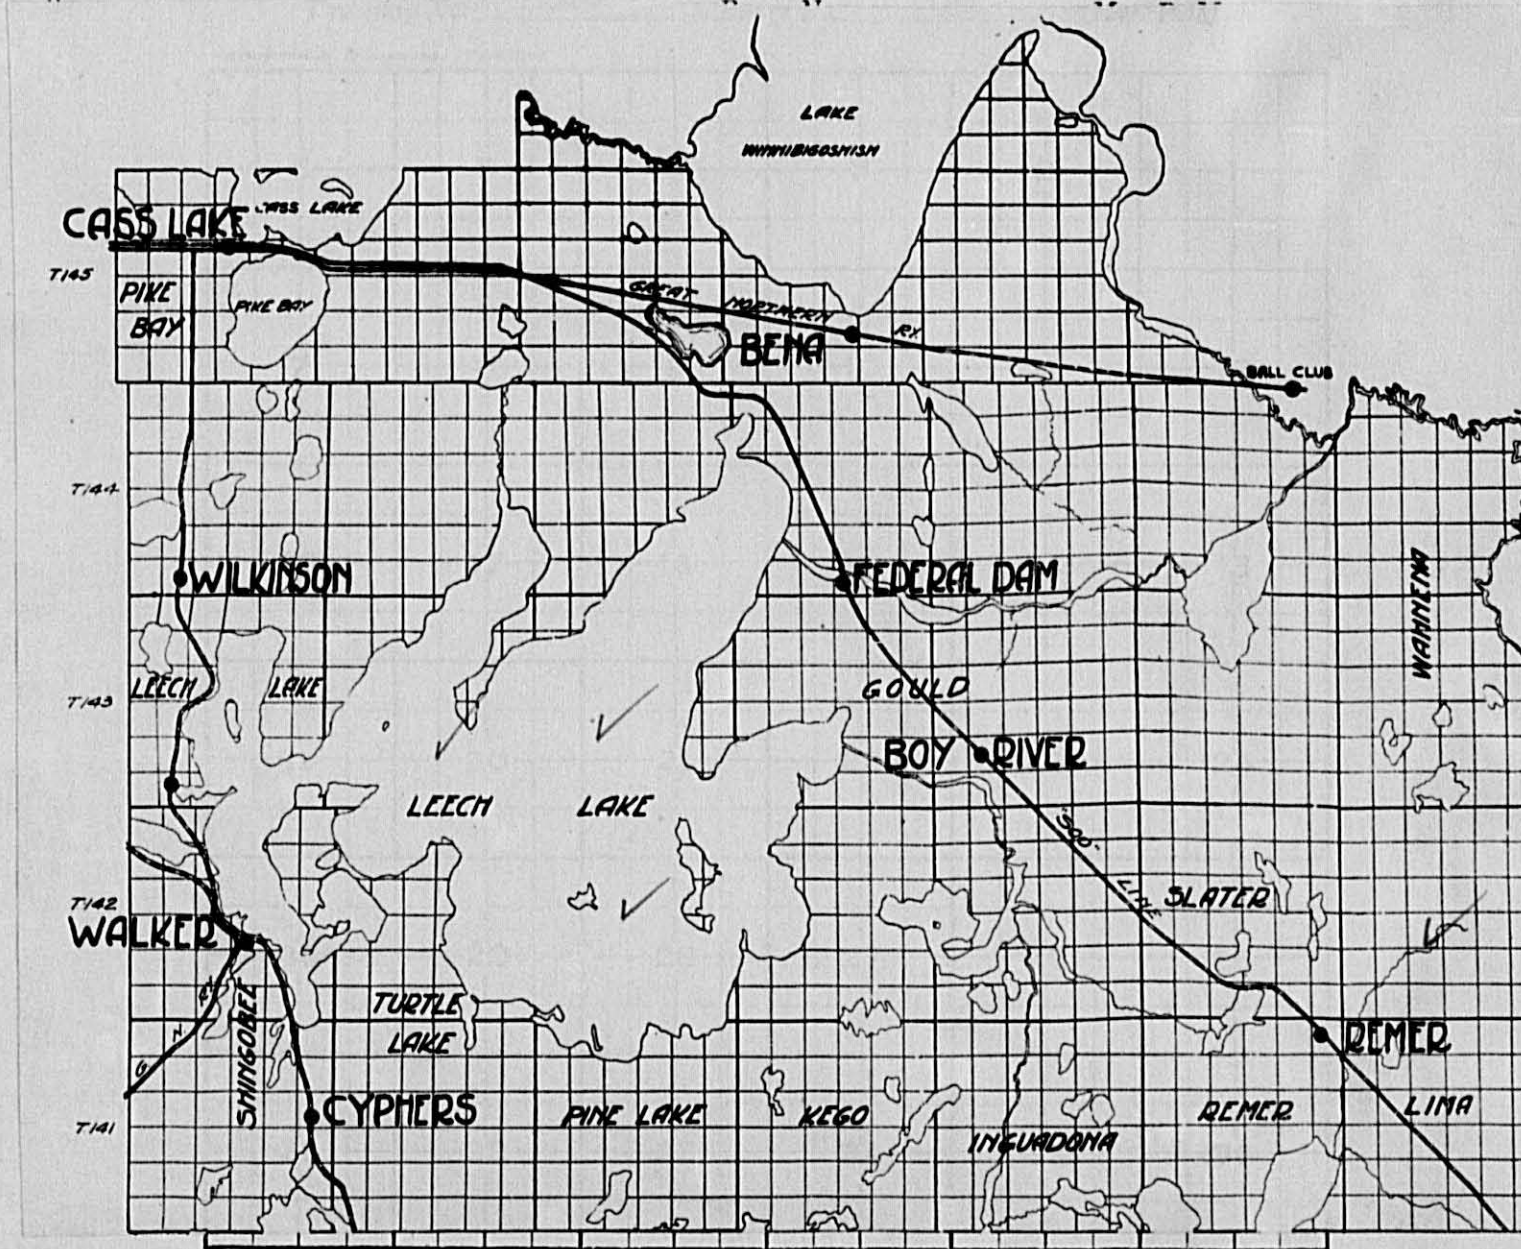 LAKE
WINNIBIGOSHISH
CASS LAKE
CASS LAKE
T145
PIKE
BAY
PIKE BAY
GREAT NORTHERN RY
BENA
BALL CLUB
T144
WILKINSON
FEDERAL DAM
WAHNENA
LEECH LAKE
T143
GOULD
BOY RIVER
LEECH LAKE
"SOO" LINE
SLATER
T142
WALKER
TURTLE
LAKE
SHINGOBEE
G N RY
REMER
CYPHERS
PINE LAKE
KEGO
REMER
LIMA
T141
INGUADONA